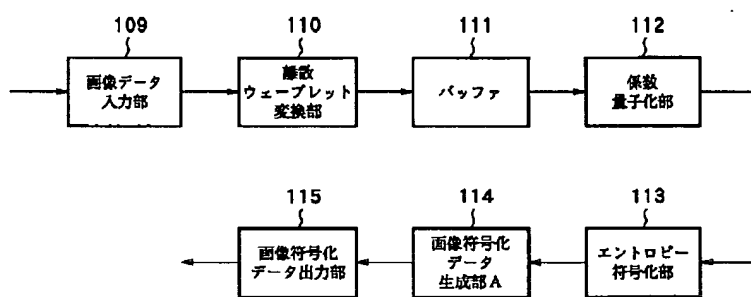 109
画像データ
入力部
110
離散
ウェーブレット
変換部
111
バッファ
112
係数
量子化部
115
画像符号化
データ出力部
114
画像符号化
データ
生成部A
113
エントロピー
符号化部